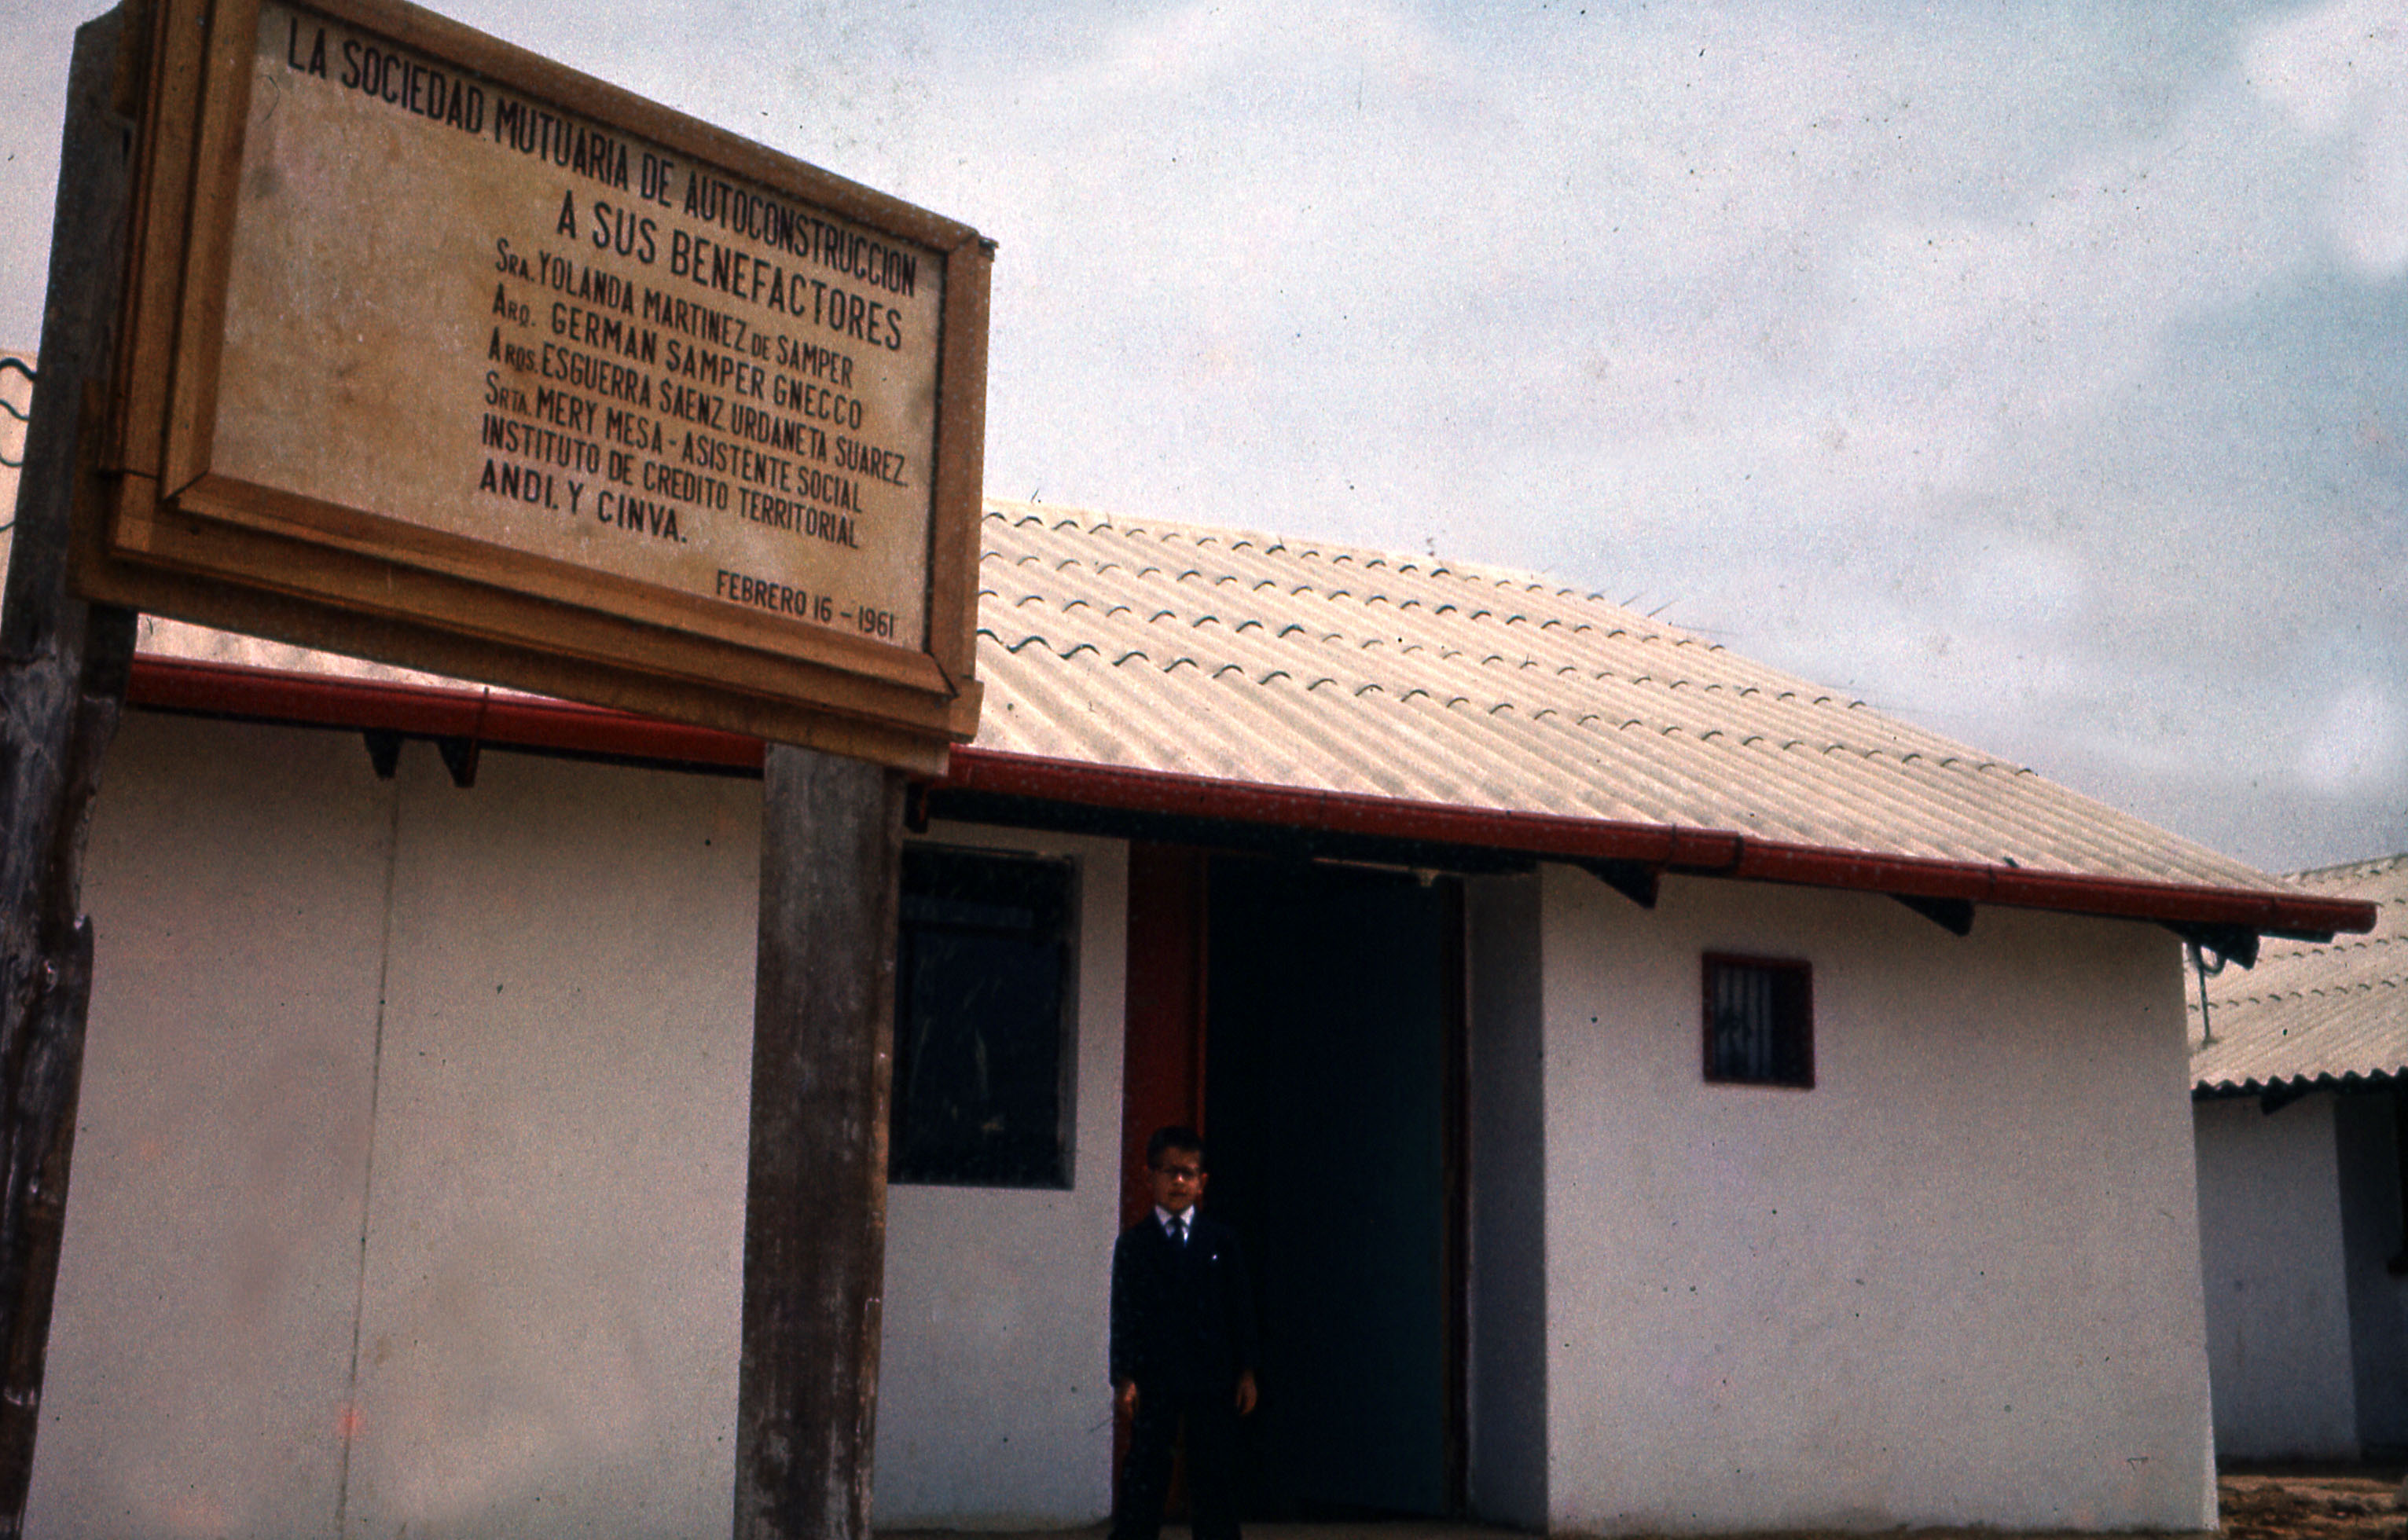 LA SOCIEDAD MUTUARIA DE AUTOCONSTRUCCION
A SUS BENEFACTORES
SRA. YOLANDA MARTINEZ DE SAMPER
ARQ. GERMAN SAMPER GNECCO
ARQS. ESGUERRA SAENZ URDANETA SUAREZ.
SRTA. MERY MESA - ASISTENTE SOCIAL
INSTITUTO DE CREDITO TERRITORIAL
ANDI. Y CINVA.
FEBRERO 16 - 1961